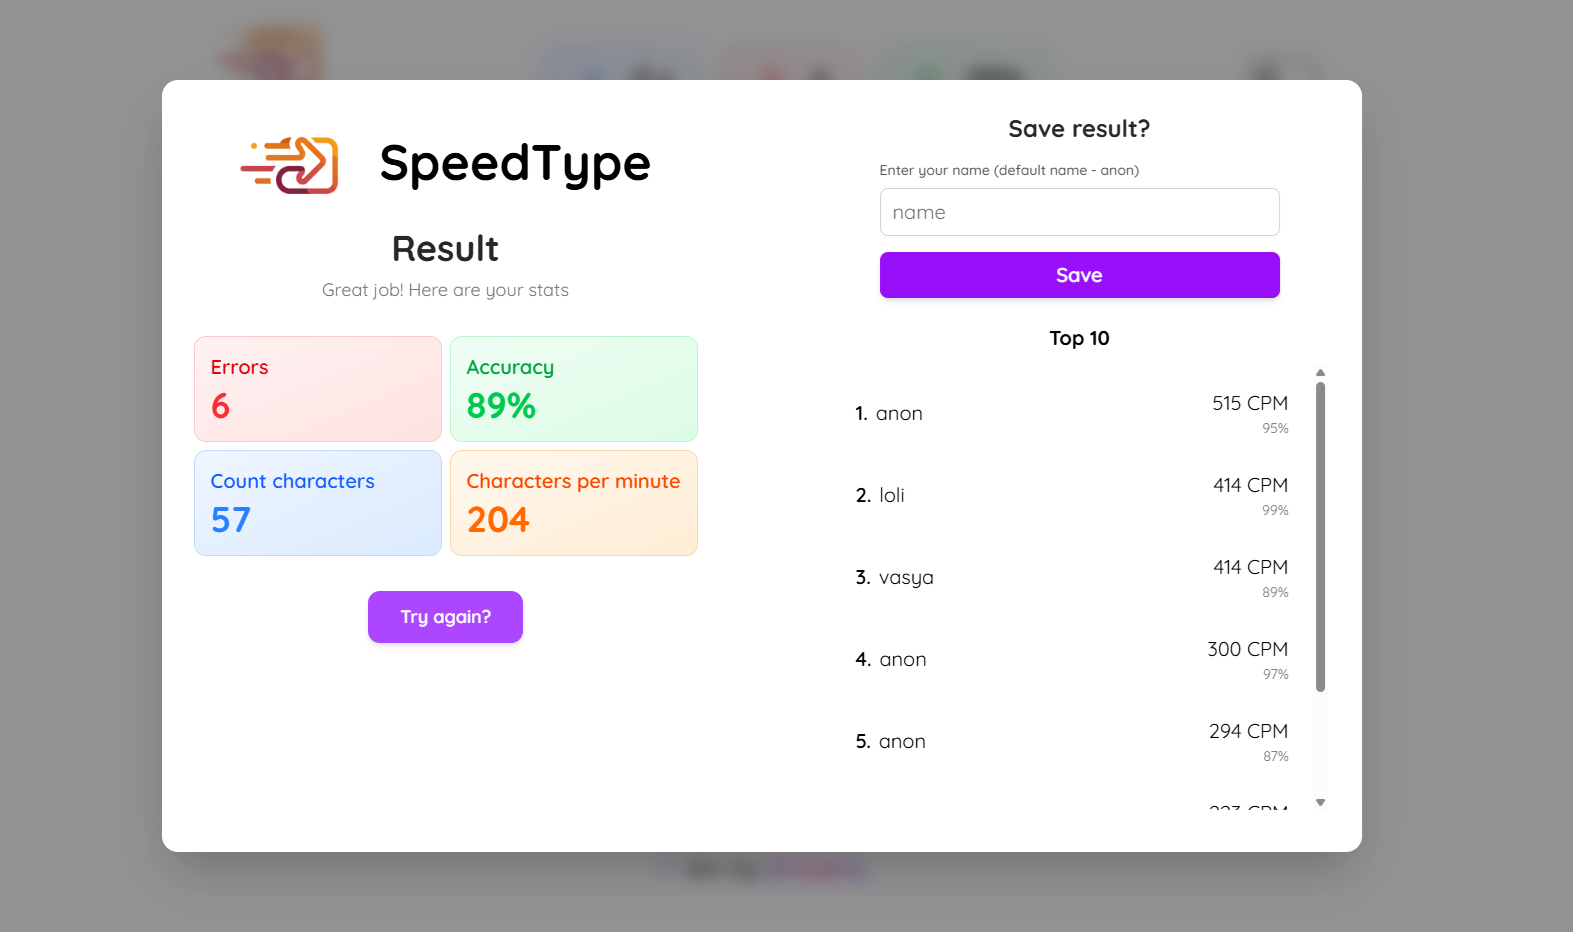 SpeedType
Result
Great job! Here are your stats
Errors
6
Accuracy
89%
Count characters
57
Characters per minute
204
Try again?
Save result?
Enter your name (default name - anon)
name
Save
Top 10
1. anon
515 CPM
95%
2. loli
414 CPM
99%
3. vasya
414 CPM
89%
4. anon
300 CPM
97%
5. anon
294 CPM
87%